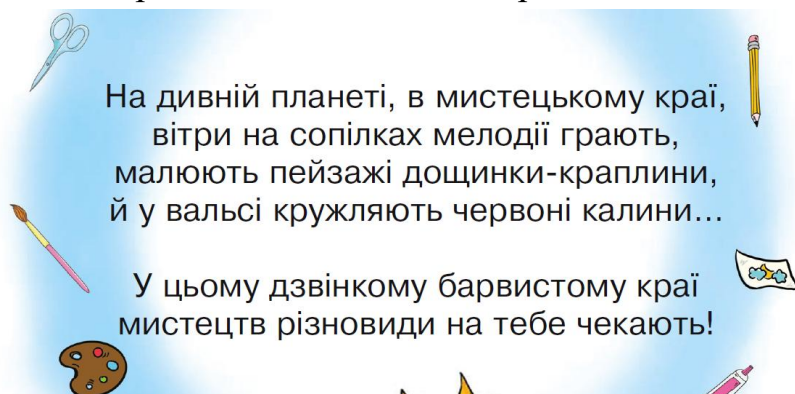 На дивній планеті, в мистецькому краї,
вітри на сопілках мелодії грають,
малюють пейзажі дощинки-краплини,
й у вальсі кружляють червоні калини...
У цьому дзвінкому барвистому краї
мистецтв різновиди на тебе чекають!